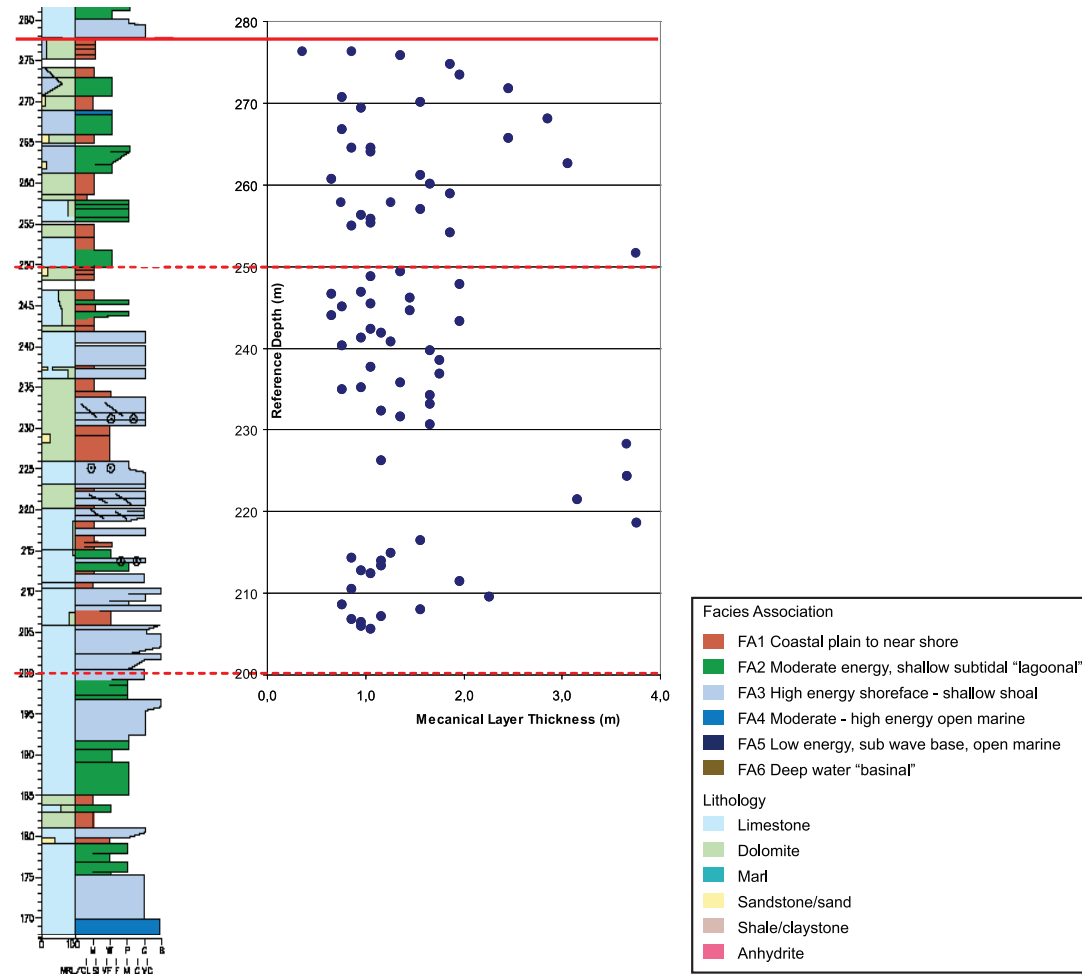 280
275
270
265
260
255
250
245
240
235
230
225
220
215
210
205
200
195
190
185
180
175
170
280
270
260
250
240
230
220
210
200
Reference Depth (m)
0,0 1,0 2,0 3,0 4,0
Mecanical Layer Thickness (m)
Facies Association
FA1 Coastal plain to near shore
FA2 Moderate energy, shallow subtidal “lagoonal”
FA3 High energy shoreface - shallow shoal
FA4 Moderate - high energy open marine
FA5 Low energy, sub wave base, open marine
FA6 Deep water “basinal”
Lithology
Limestone
Dolomite
Marl
Sandstone/sand
Shale/claystone
Anhydrite